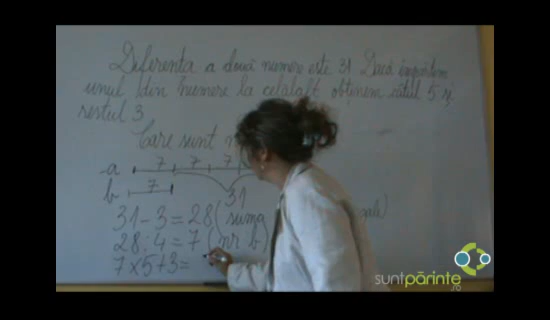 Diferența a două numere este 31. Dacă împărțim
unul din numere la celălalt obținem câtul 5 și
restul 3.
Care sunt
a 7 7 7
31
b 7
31-3=28 (suma
28:4=7 (nr b)
7×5+3=
suntpărinte
.ro